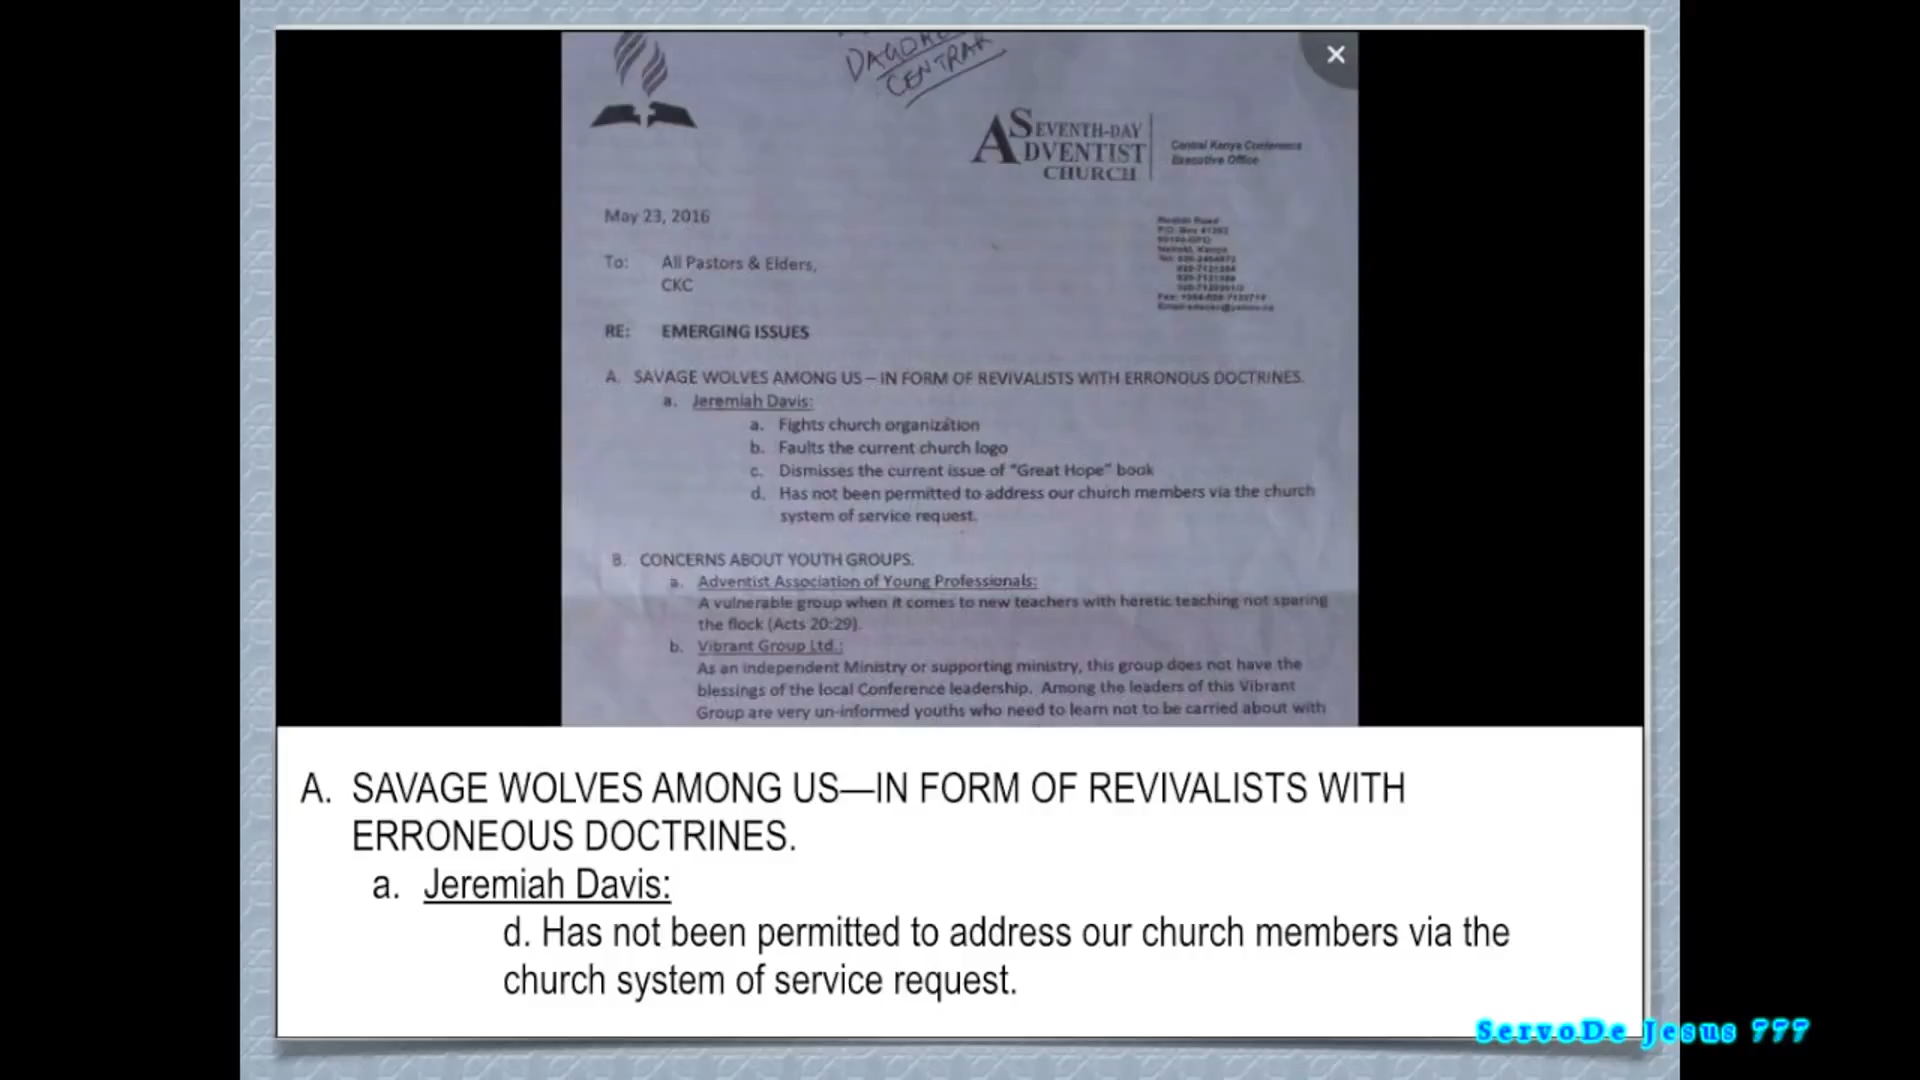 DAGORE
CENTRAL
SEVENTH-DAY
ADVENTIST
CHURCH
Central Kenya Conference
Executive Office
May 23, 2016
To: All Pastors & Elders,
CKC
RE: EMERGING ISSUES
A. SAVAGE WOLVES AMONG US – IN FORM OF REVIVALISTS WITH ERRONOUS DOCTRINES.
a. Jeremiah Davis:
a. Fights church organization
b. Faults the current church logo
c. Dismisses the current issue of "Great Hope" book
d. Has not been permitted to address our church members via the church
system of service request.
B. CONCERNS ABOUT YOUTH GROUPS.
a. Adventist Association of Young Professionals:
A vulnerable group when it comes to new teachers with heretic teaching not sparing
the flock (Acts 20:29).
b. Vibrant Group Ltd.:
As an independent Ministry or supporting ministry, this group does not have the
blessings of the local Conference leadership. Among the leaders of this Vibrant
Group are very un-informed youths who need to learn not to be carried about with
A. SAVAGE WOLVES AMONG US—IN FORM OF REVIVALISTS WITH
ERRONEOUS DOCTRINES.
a. Jeremiah Davis:
d. Has not been permitted to address our church members via the
church system of service request.
ServoDe Jesus 777